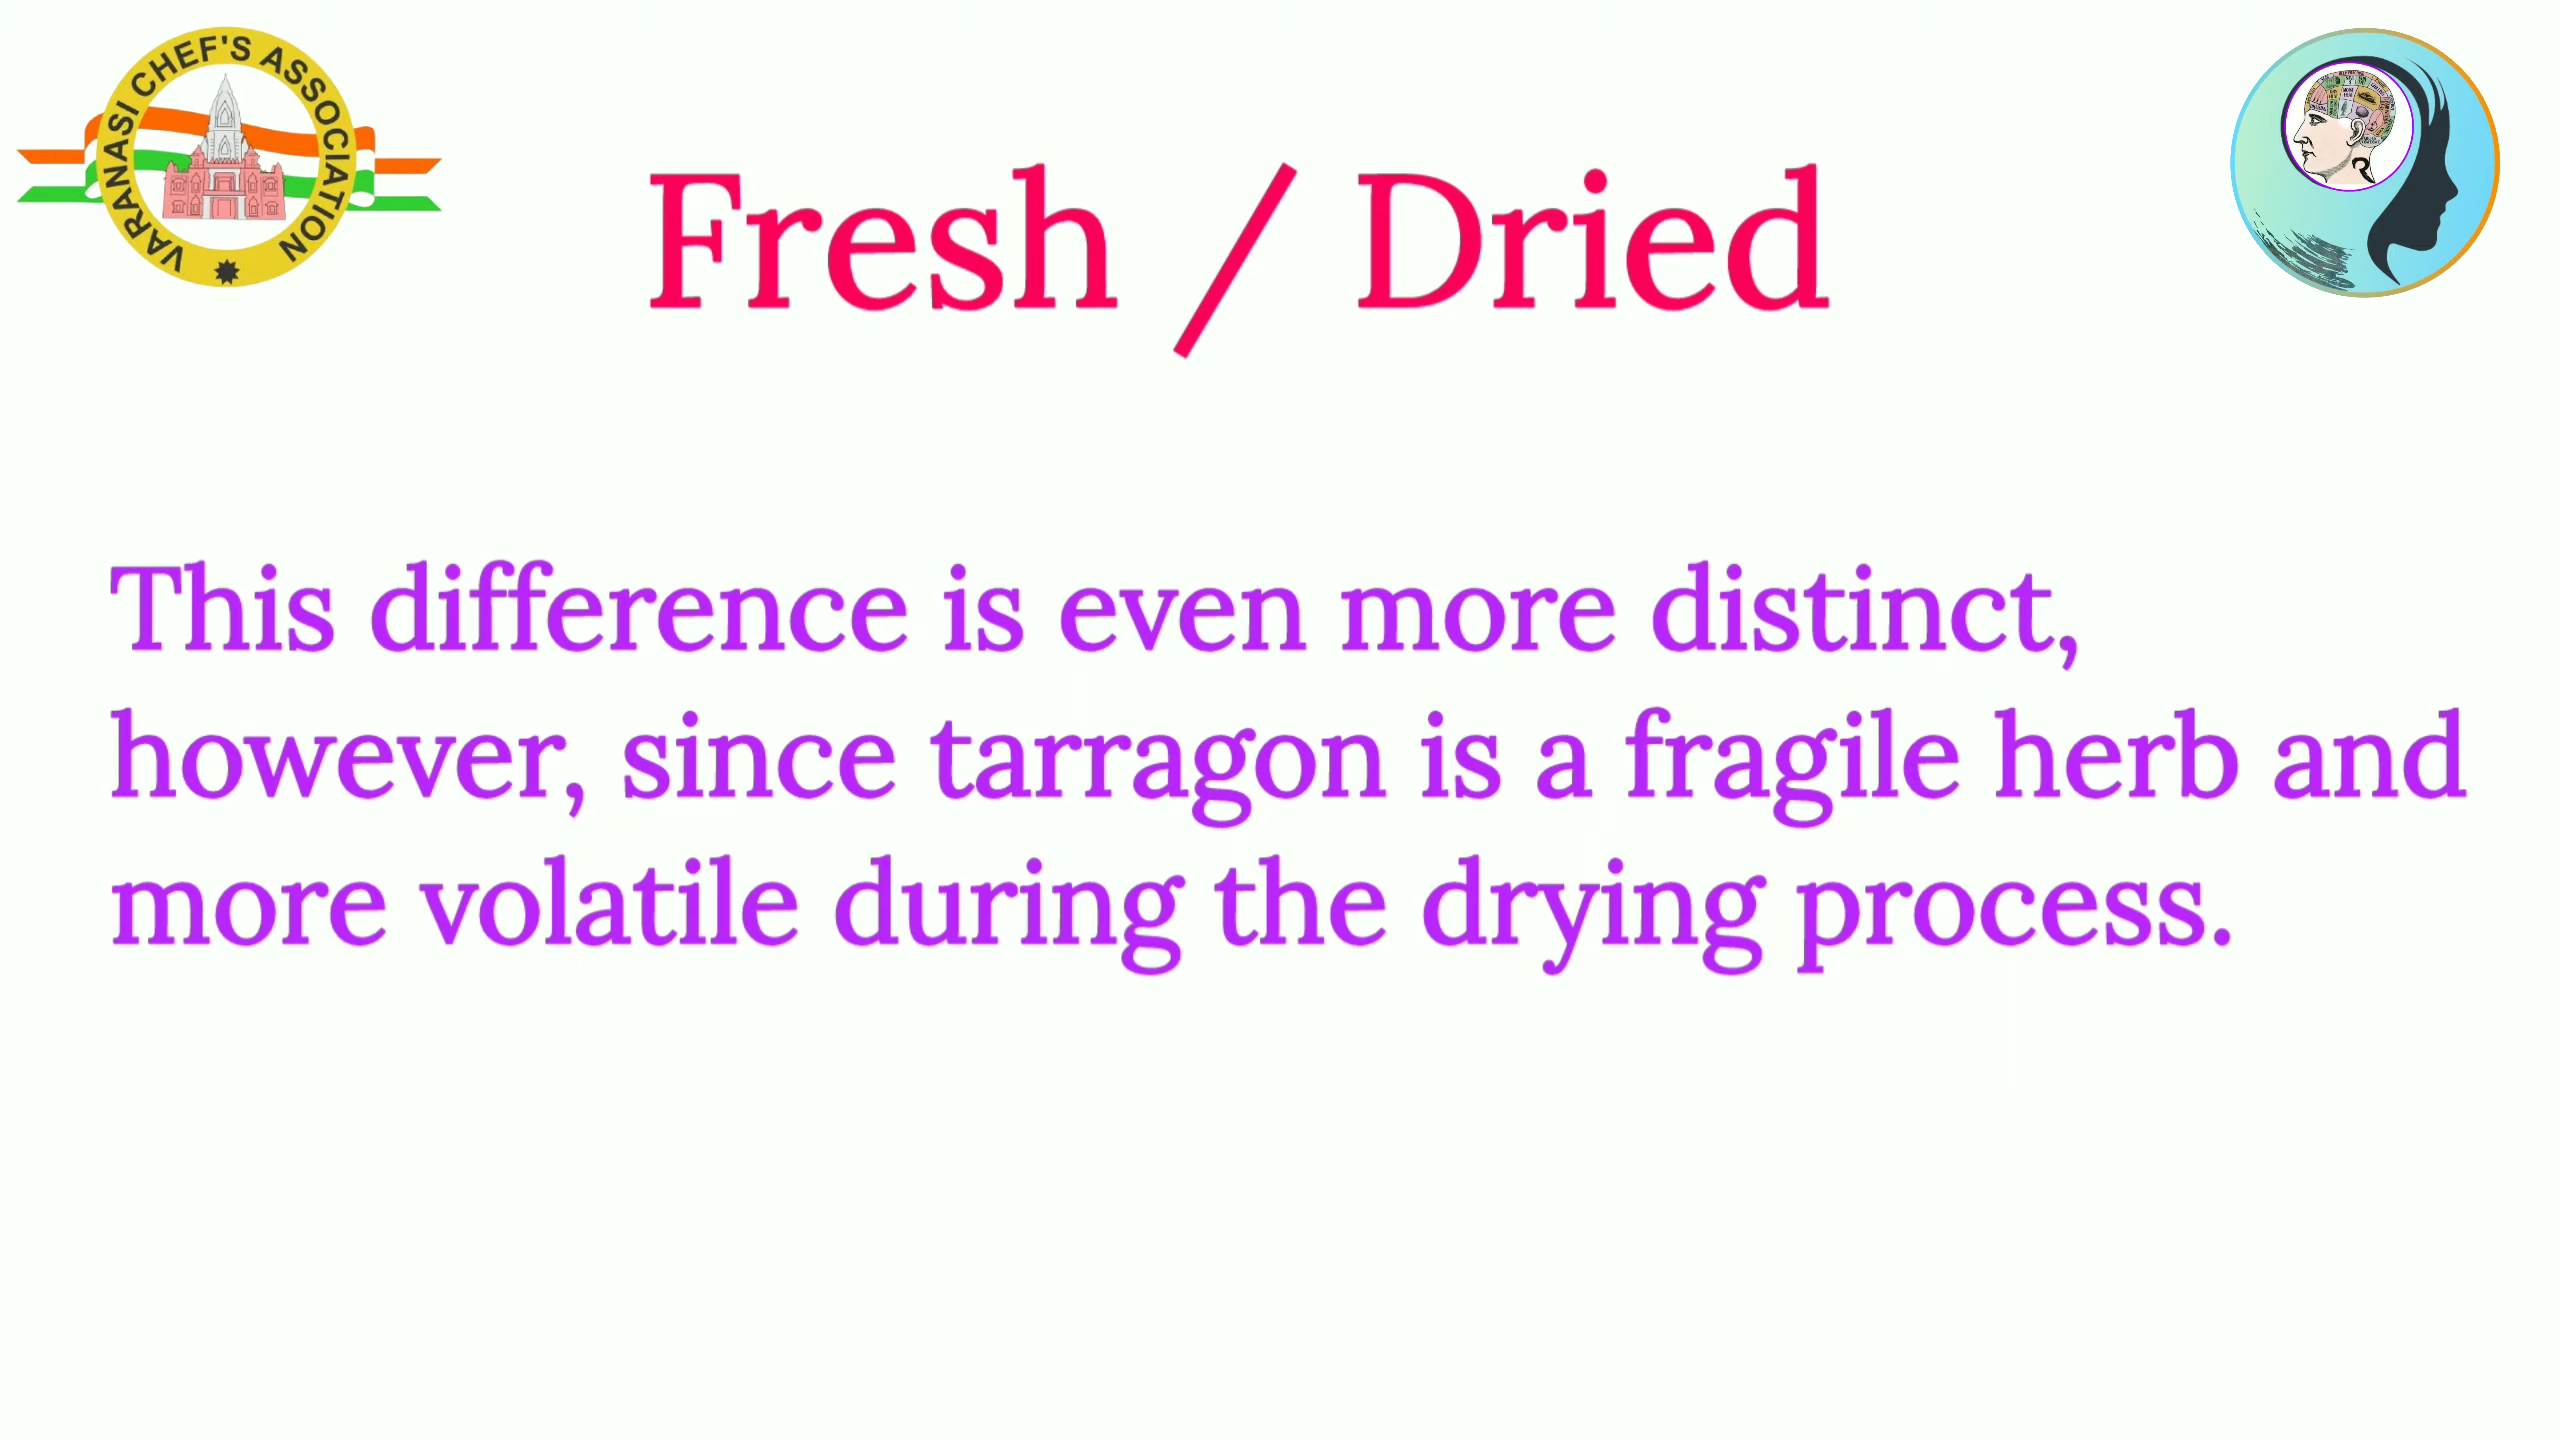 VARANASI CHEF'S ASSOCIATION
Fresh / Dried
This difference is even more distinct,
however, since tarragon is a fragile herb and
more volatile during the drying process.